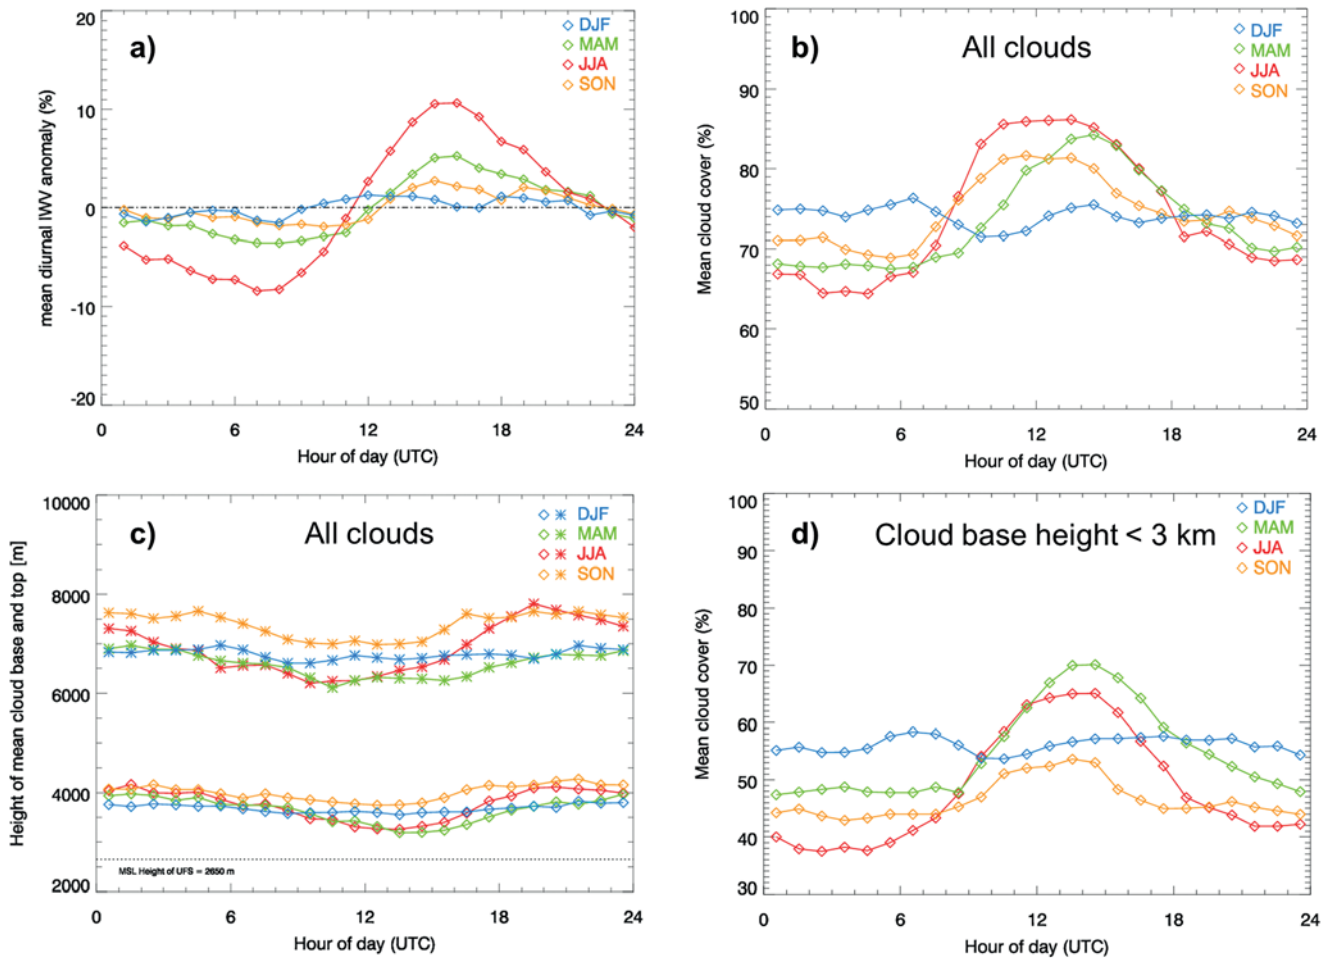 a)
DJF
MAM
JJA
SON
20
10
0
-10
-20
mean diurnal IWV anomaly (%)
0 6 12 18 24
Hour of day (UTC)
b)
All clouds
DJF
MAM
JJA
SON
100
90
80
70
60
50
Mean cloud cover (%)
0 6 12 18 24
Hour of day (UTC)
c)
All clouds
DJF
MAM
JJA
SON
10000
8000
6000
4000
2000
Height of mean cloud base and top [m]
MSL Height of UFS = 2650 m
0 6 12 18 24
Hour of day (UTC)
d)
Cloud base height < 3 km
DJF
MAM
JJA
SON
100
90
80
70
60
50
40
30
Mean cloud cover (%)
0 6 12 18 24
Hour of day (UTC)